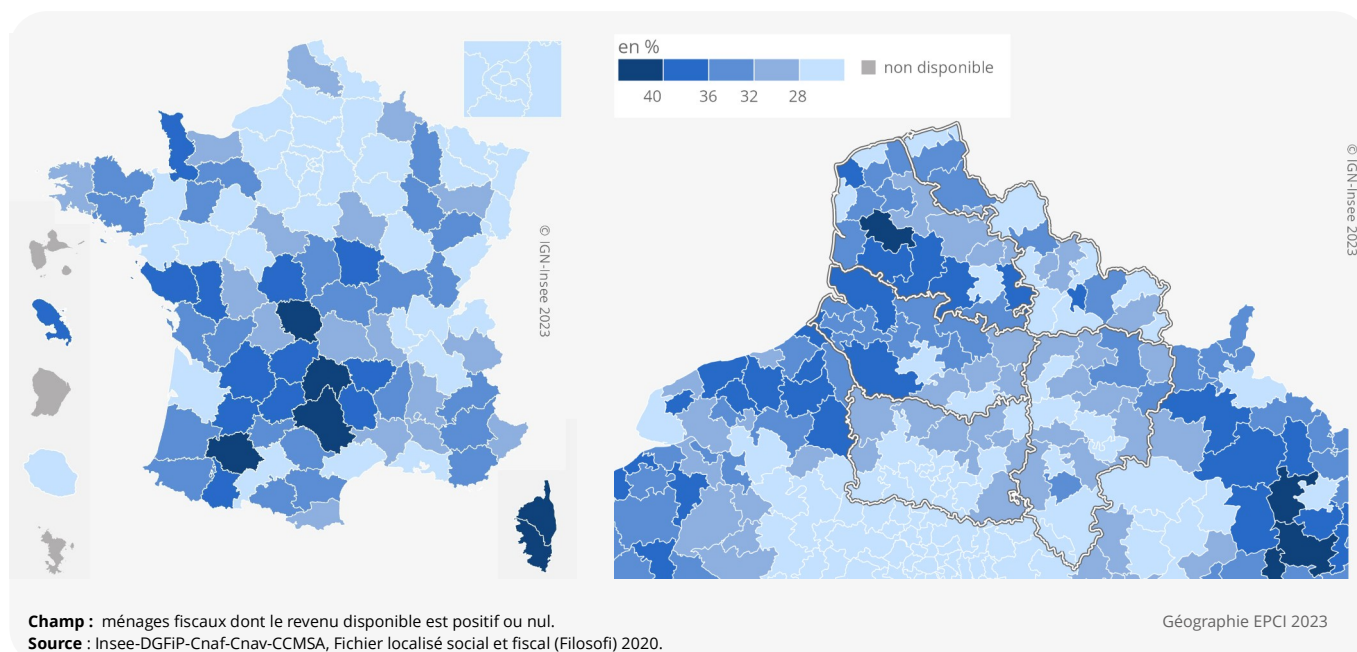 en %
40 36 32 28
non disponible
© IGN-Insee 2023
© IGN-Insee 2023
Champ : ménages fiscaux dont le revenu disponible est positif ou nul.
Géographie EPCI 2023
Source : Insee-DGFiP-Cnaf-Cnav-CCMSA, Fichier localisé social et fiscal (Filosofi) 2020.